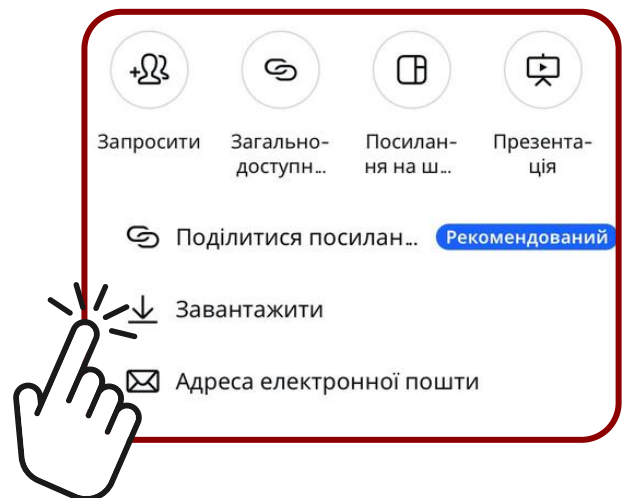 Запросити
Загально-
доступн...
Посилан-
ня на ш...
Презента-
ція
Поділитися посилан...
Рекомендований
Завантажити
Адреса електронної пошти